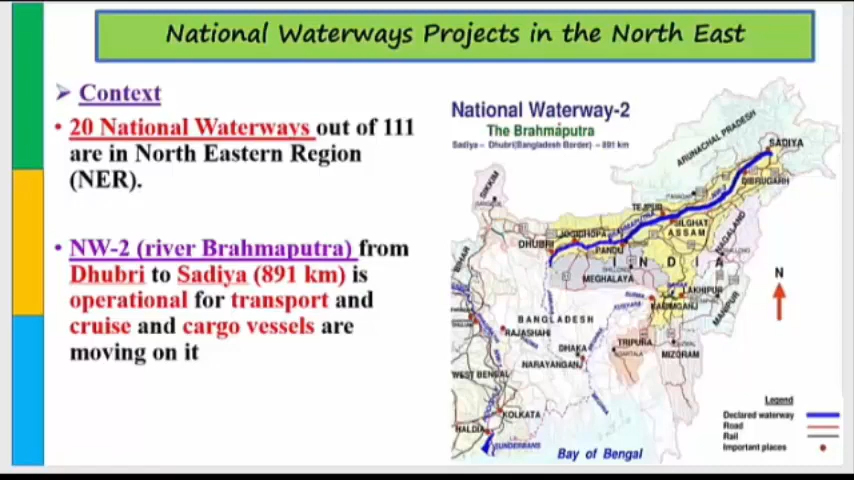 National Waterways Projects in the North East
➤ Context
• 20 National Waterways out of 111
are in North Eastern Region
(NER).
• NW-2 (river Brahmaputra) from
Dhubri to Sadiya (891 km) is
operational for transport and
cruise and cargo vessels are
moving on it
National Waterway-2
The Brahmaputra
Sadiya - Dhubri(Bangladesh Border) - 891 km
ARUNACHAL PRADESH
SADIYA
DIBRUGARH
SIKKIM
TEJPUR
SILGHAT
ASSAM
JOGIGHOPA
DHUBRI
PANDU
NAGALAND
BIHAR
I N D I A
MEGHALAYA
N
LAKHIPUR
KARIMGANJ
MANIPUR
BANGLADESH
RAJASHAHI
DHAKA
TRIPURA
NARAYANGANJ
MIZORAM
WEST BENGAL
KOLKATA
HALDIA
SUNDERBANS
Bay of Bengal
Legend
Declared waterway
Road
Rail
Important places